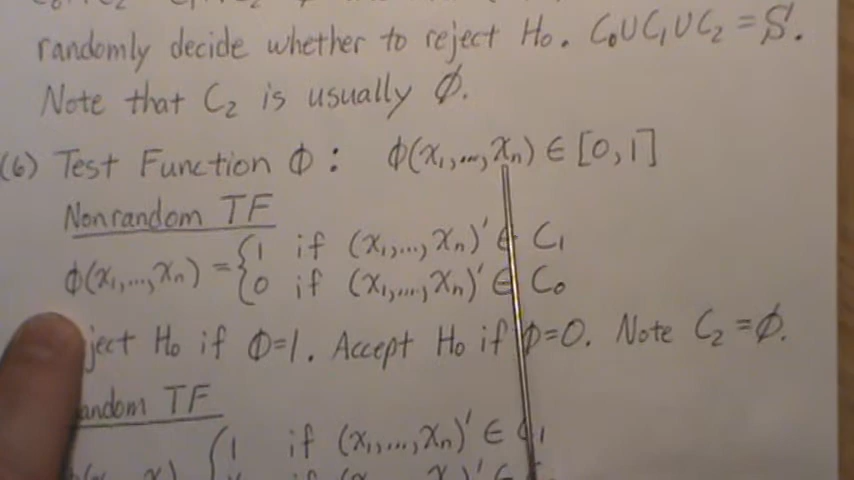 randomly decide whether to reject H₀. C₀∪C₁∪C₂ = S.
Note that C₂ is usually ∅.
(6) Test Function Φ: Φ(x₁,...,xₙ) ∈ [0,1]
Nonrandom TF
Φ(x₁,...,xₙ) = { 1 if (x₁,...,xₙ)′ ∈ C₁
0 if (x₁,...,xₙ)′ ∈ C₀
ject H₀ if Φ=1. Accept H₀ if Φ=0. Note C₂=∅.
andom TF
1 if (x₁,...,xₙ)′ ∈ C₁